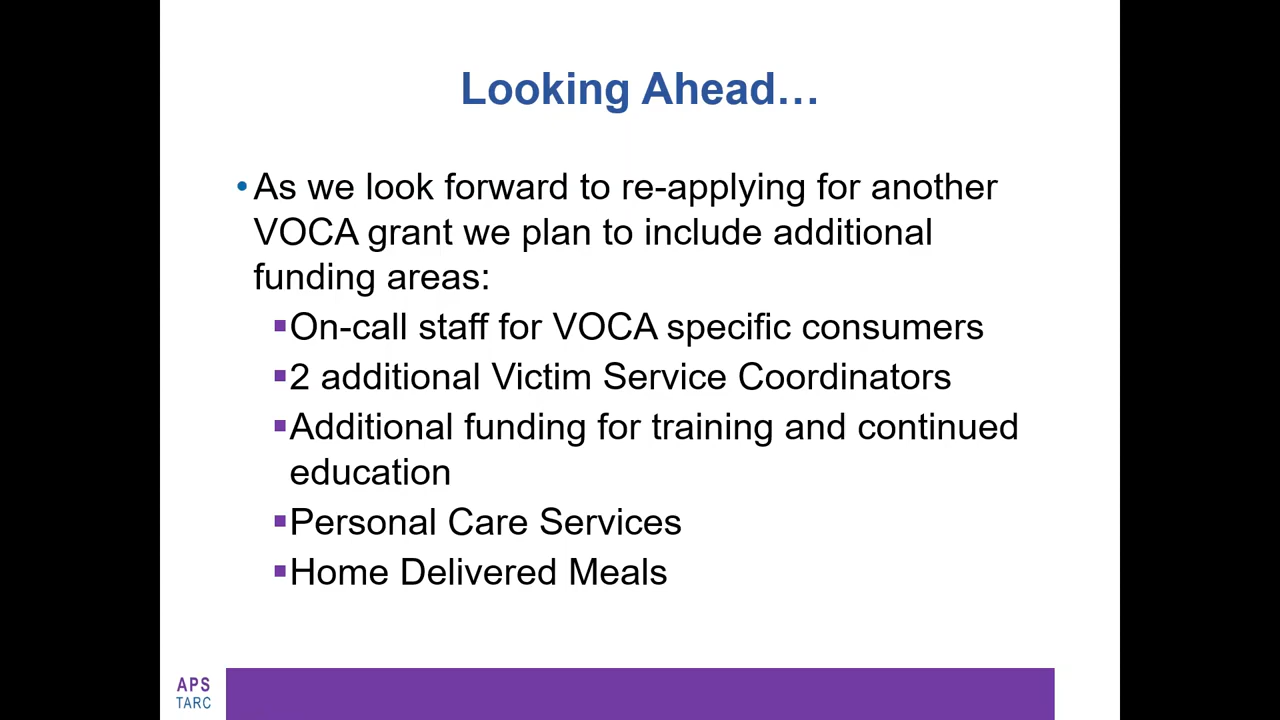 Looking Ahead…
• As we look forward to re-applying for another
VOCA grant we plan to include additional
funding areas:
▪ On-call staff for VOCA specific consumers
▪ 2 additional Victim Service Coordinators
▪ Additional funding for training and continued
education
▪ Personal Care Services
▪ Home Delivered Meals
APS
TARC